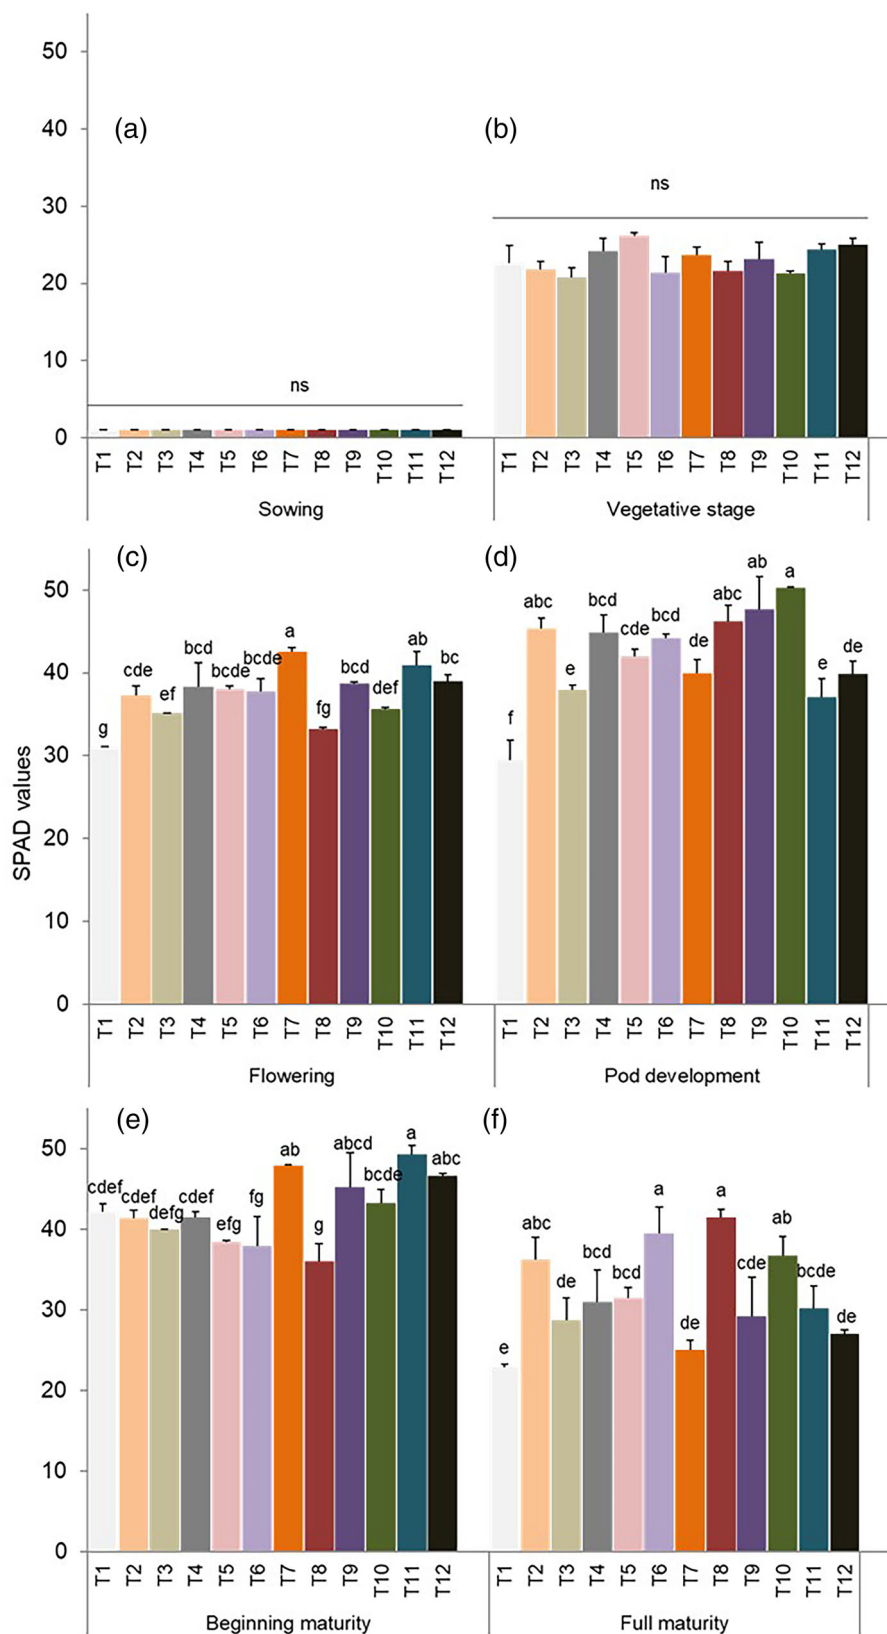 50
40
30
20
10
0
(a)
ns
T1 T2 T3 T4 T5 T6 T7 T8 T9 T10 T11 T12
Sowing
(b)
ns
T1 T2 T3 T4 T5 T6 T7 T8 T9 T10 T11 T12
Vegetative stage
SPAD values
50
40
30
20
10
0
(c)
g cde ef bcd bcde bcde a fg bcd def ab bc
T1 T2 T3 T4 T5 T6 T7 T8 T9 T10 T11 T12
Flowering
(d)
f abc e bcd cde bcd de abc ab a e de
T1 T2 T3 T4 T5 T6 T7 T8 T9 T10 T11 T12
Pod development
50
40
30
20
10
0
(e)
cdef cdef defg cdef efg fg ab g abcd bcde a abc
T1 T2 T3 T4 T5 T6 T7 T8 T9 T10 T11 T12
Beginning maturity
(f)
e abc de bcd bcd a de a cde ab bcde de
T1 T2 T3 T4 T5 T6 T7 T8 T9 T10 T11 T12
Full maturity